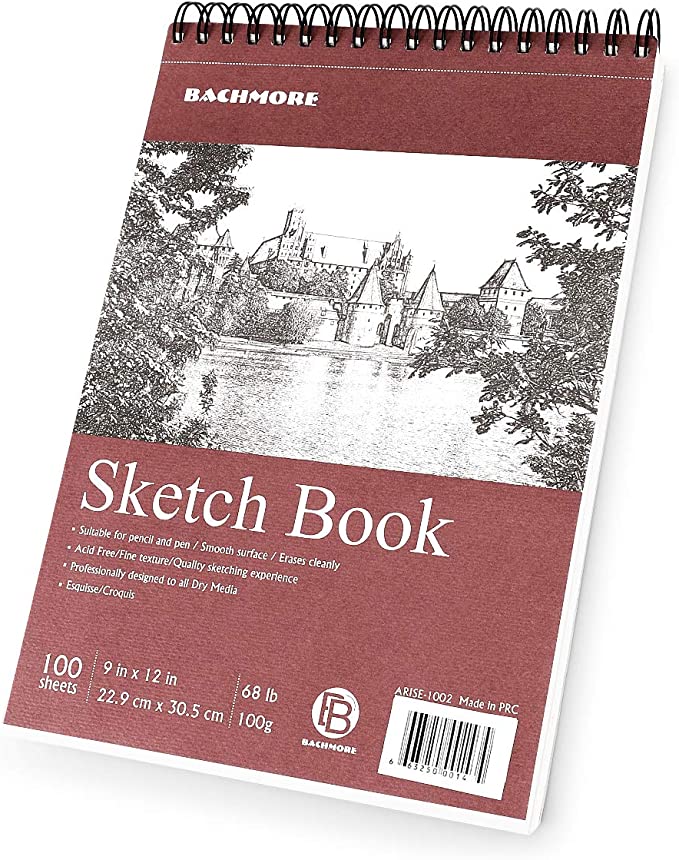 BACHMORE
Sketch Book
• Suitable for pencil and pen / Smooth surface / Erases cleanly
• Acid Free/Fine texture/Quality sketching experience
• Professionally designed to all Dry Media
• Esquisse/Croquis
100 sheets
9 in x 12 in
22.9 cm x 30.5 cm
68 lb
100g
BACHMORE
ARISE-1002 Made in PRC